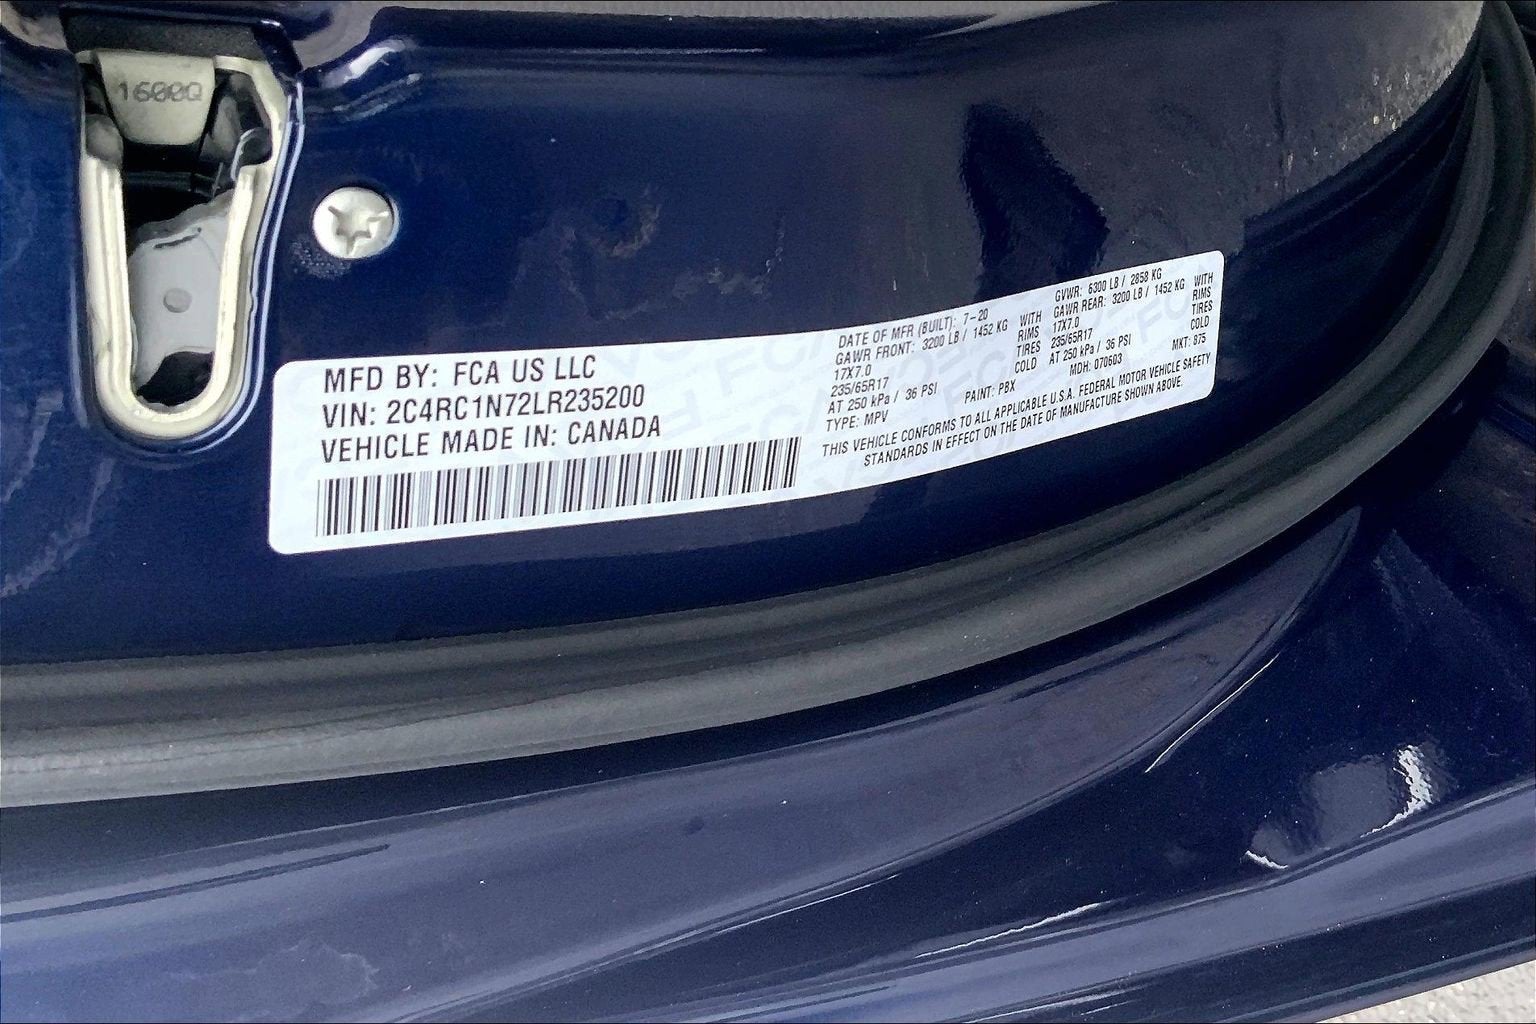 1600Q
MFD BY: FCA US LLC
VIN: 2C4RC1N72LR235200
VEHICLE MADE IN: CANADA
DATE OF MFR (BUILT): 7-20 GVWR: 6300 LB / 2858 KG
GAWR FRONT: 3200 LB / 1452 KG WITH GAWR REAR: 3200 LB / 1452 KG WITH
17X7.0 RIMS 17X7.0 RIMS
235/65R17 TIRES 235/65R17 TIRES
AT 250 kPa / 36 PSI COLD AT 250 kPa / 36 PSI COLD
TYPE: MPV PAINT: PBX MDH: 070603 MKT: 875
THIS VEHICLE CONFORMS TO ALL APPLICABLE U.S.A. FEDERAL MOTOR VEHICLE SAFETY
STANDARDS IN EFFECT ON THE DATE OF MANUFACTURE SHOWN ABOVE.